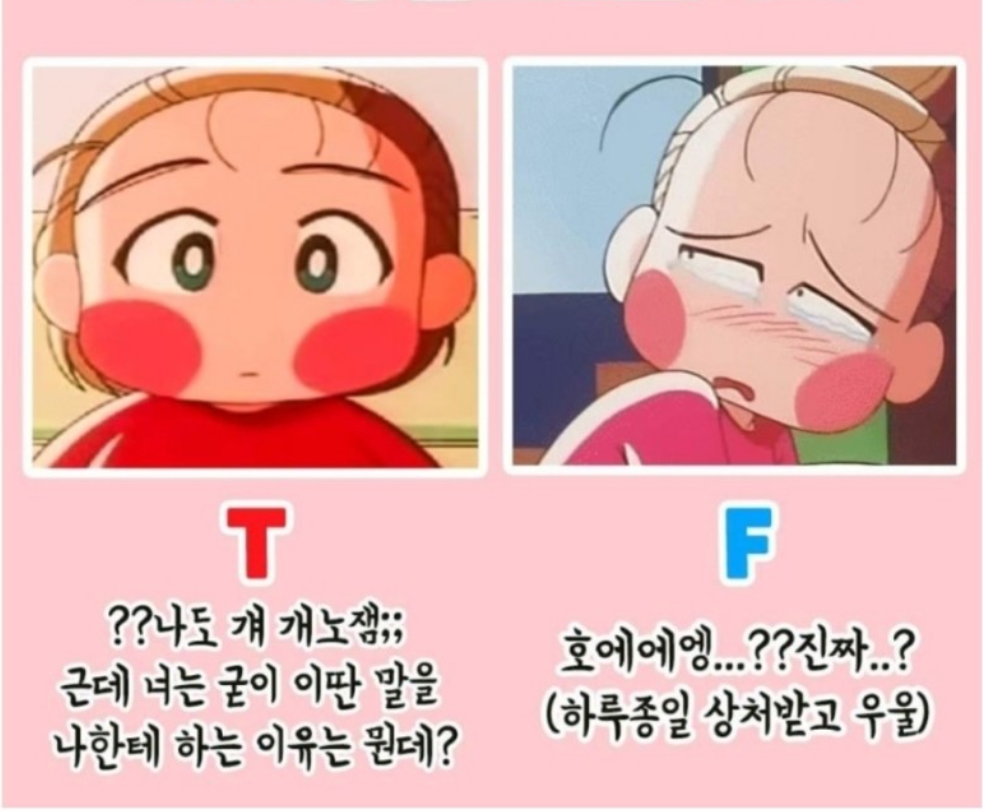 T
??나도 걔 개노잼;;
근데 너는 굳이 이딴 말을
나한테 하는 이유는 뭔데?
F
호에에엥...??진짜..?
(하루종일 상처받고 우울)